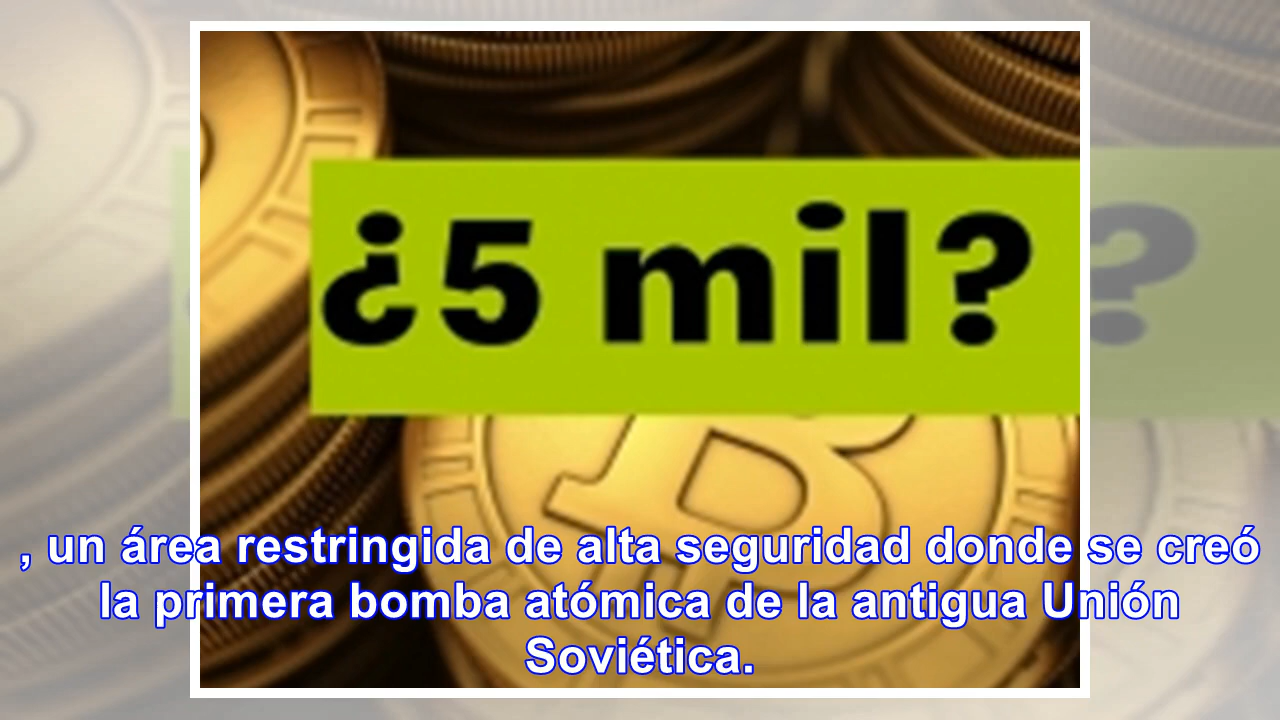 ¿5 mil?
?
, un área restringida de alta seguridad donde se creó
la primera bomba atómica de la antigua Unión
Soviética.